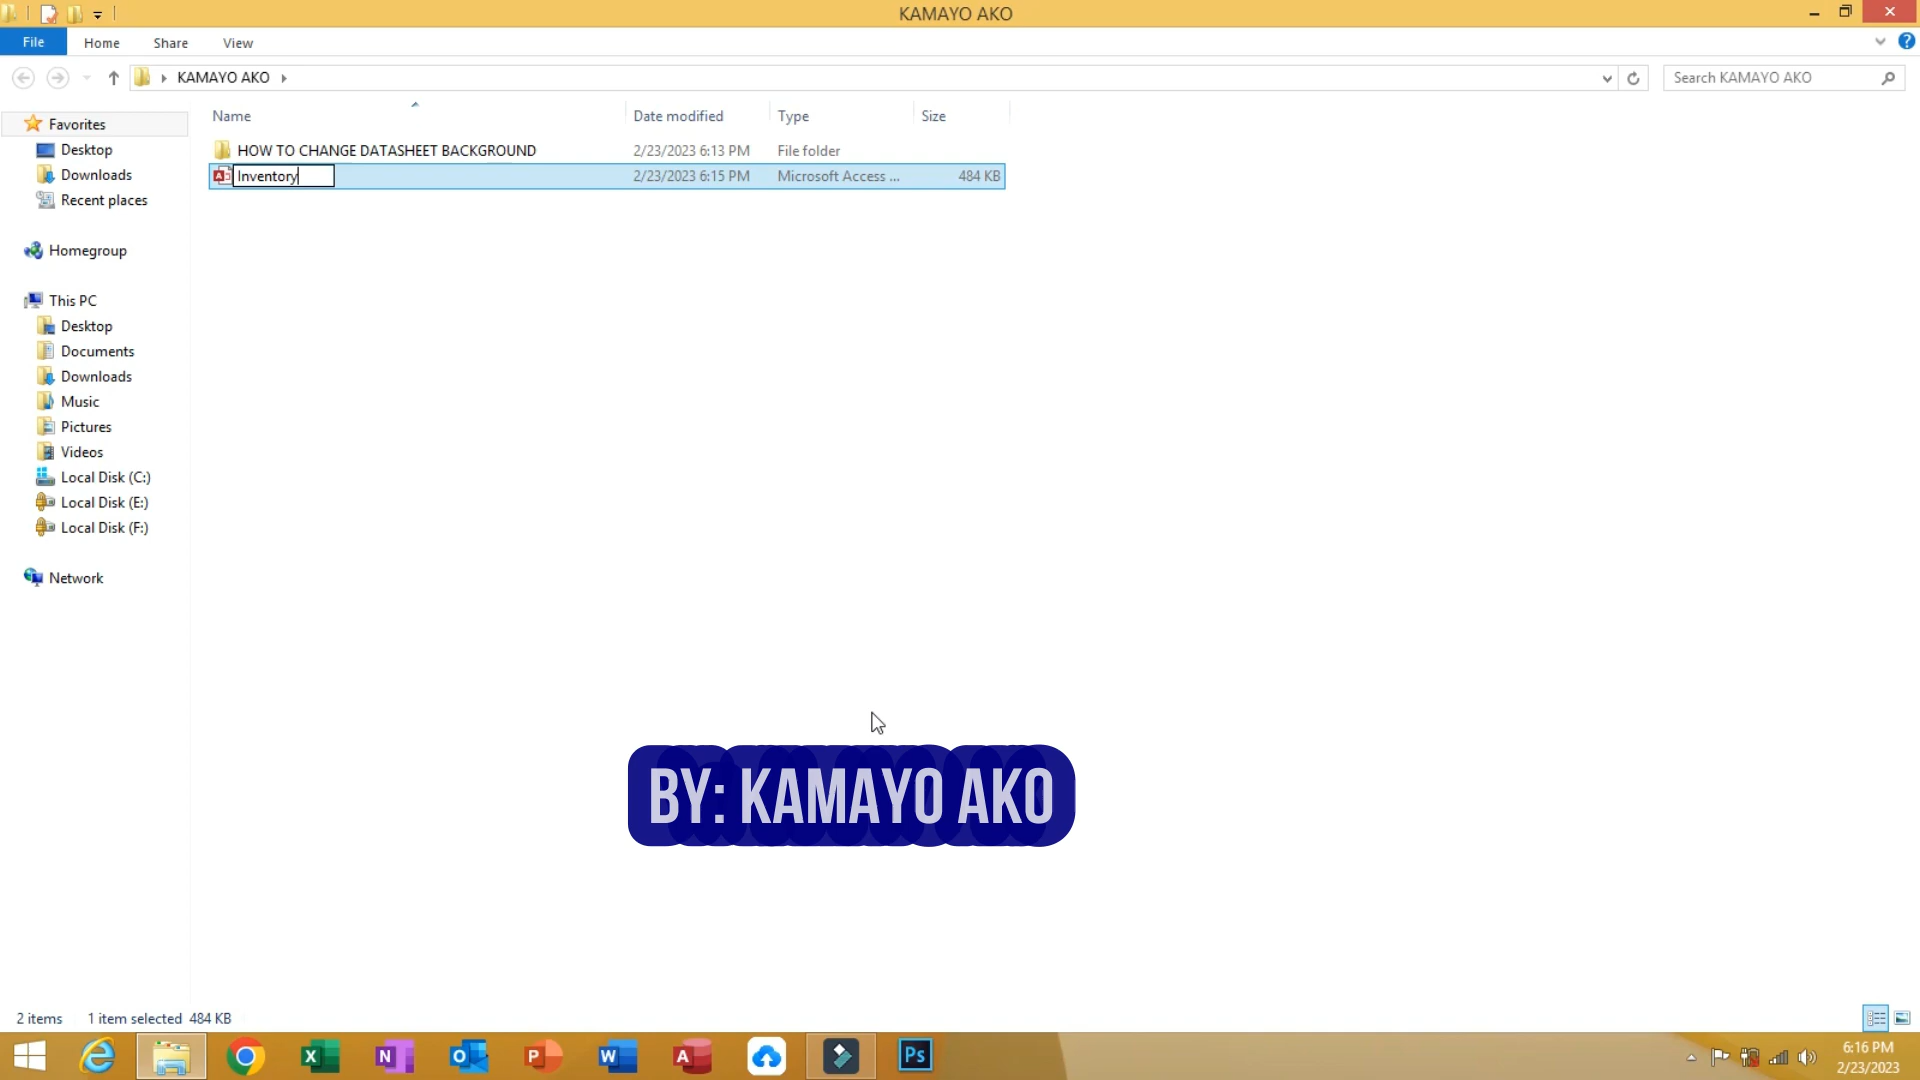 KAMAYO AKO
File Home Share View
KAMAYO AKO
Search KAMAYO AKO
Name Date modified Type Size
HOW TO CHANGE DATASHEET BACKGROUND 2/23/2023 6:13 PM File folder
Inventory 2/23/2023 6:15 PM Microsoft Access ... 484 KB
Favorites
Desktop
Downloads
Recent places
Homegroup
This PC
Desktop
Documents
Downloads
Music
Pictures
Videos
Local Disk (C:)
Local Disk (E:)
Local Disk (F:)
Network
BY: KAMAYO AKO
2 items 1 item selected 484 KB
6:16 PM
2/23/2023